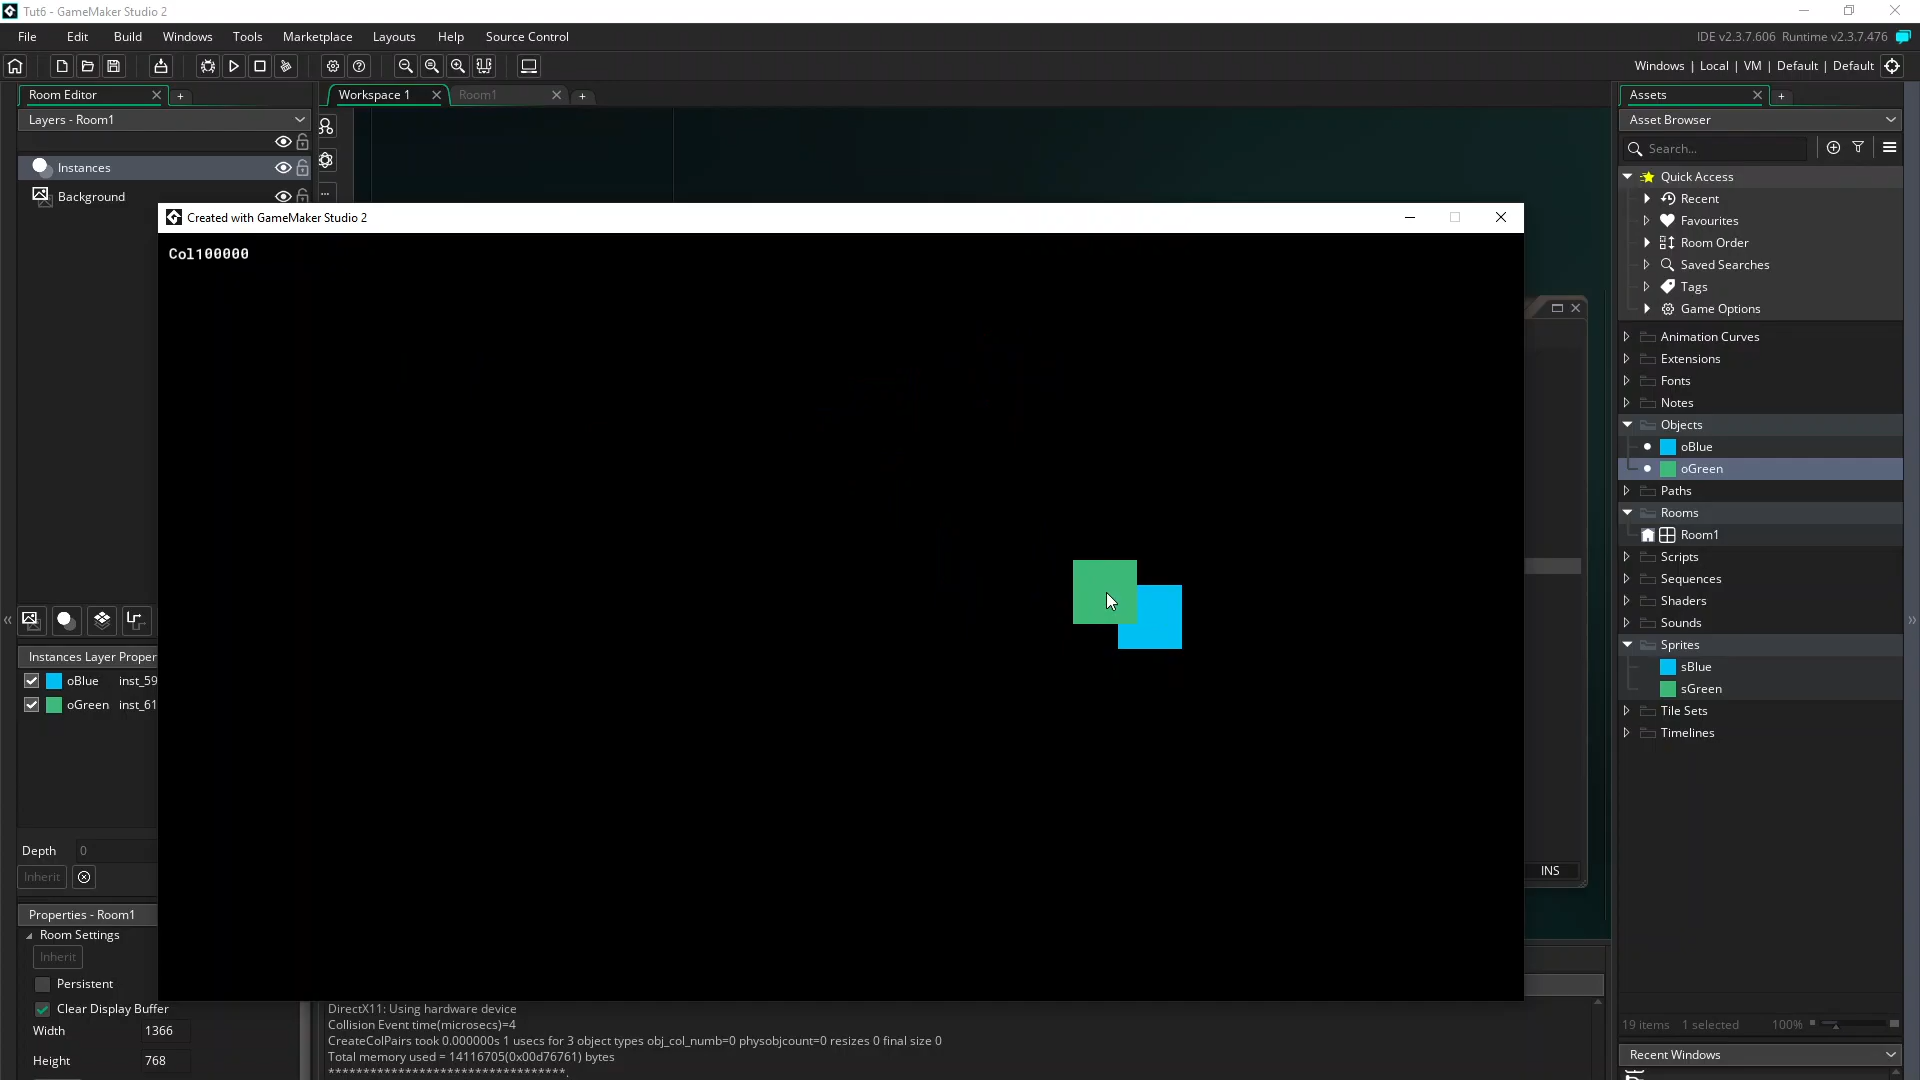 Tut6 - GameMaker Studio 2
File Edit Build Windows Tools Marketplace Layouts Help Source Control
IDE v2.3.7.606 Runtime v2.3.7.476
Windows | Local | VM | Default | Default
Room Editor
Workspace 1
Room1
Assets
Layers - Room1
Asset Browser
Search...
Instances
Background
Quick Access
Recent
Favourites
Room Order
Saved Searches
Tags
Game Options
Created with GameMaker Studio 2
Col100000
Animation Curves
Extensions
Fonts
Notes
Objects
oBlue
oGreen
Paths
Rooms
Room1
Scripts
Sequences
Shaders
Sounds
Sprites
sBlue
sGreen
Tile Sets
Timelines
Instances Layer Proper
oBlue inst_59
oGreen inst_61
Depth 0
Inherit
INS
Properties - Room1
Room Settings
Inherit
Persistent
Clear Display Buffer
Width 1366
Height 768
DirectX11: Using hardware device
Collision Event time(microsecs)=4
CreateColPairs took 0.000000s 1 usecs for 3 object types obj_col_numb=0 physobjcount=0 resizes 0 final size 0
Total memory used = 14116705(0x00d76761) bytes
**********************************.
19 items 1 selected 100%
Recent Windows